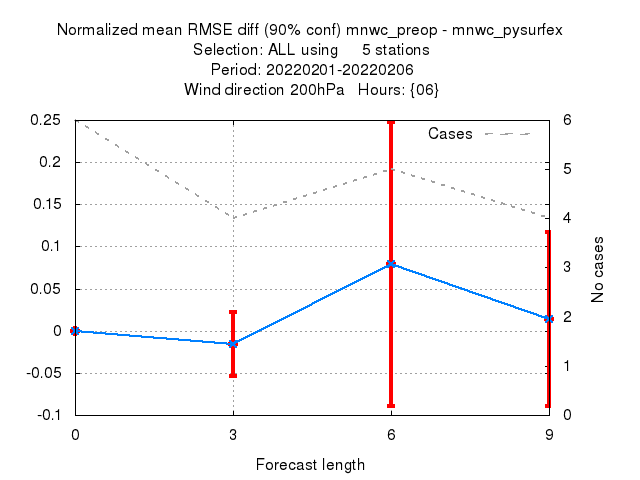 Normalized mean RMSE diff (90% conf) mnwc_preop - mnwc_pysurfex
Selection: ALL using     5 stations
Period: 20220201-20220206
Wind direction 200hPa   Hours: {06}
Cases
0.25
0.2
0.15
0.1
0.05
0
-0.05
-0.1
6
5
4
3
2
1
0
No cases
0 3 6 9
Forecast length